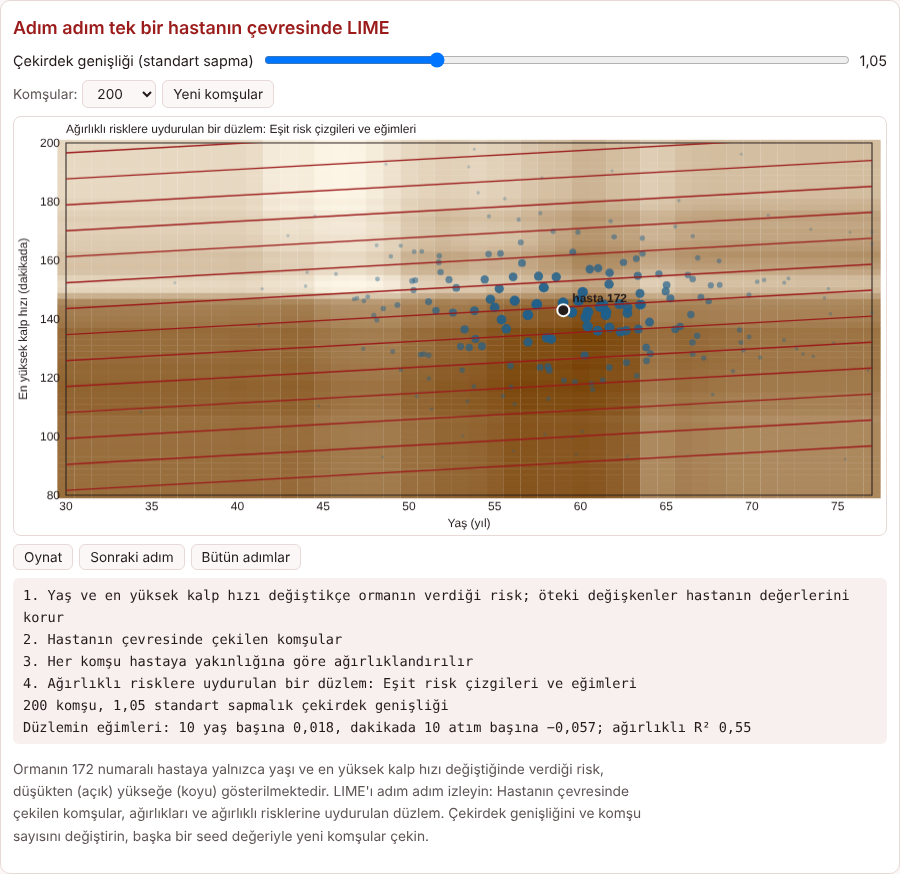 Adım adım tek bir hastanın çevresinde LIME
Çekirdek genişliği (standart sapma) 1,05
Komşular: 200 Yeni komşular
Ağırlıklı risklere uydurulan bir düzlem: Eşit risk çizgileri ve eğimleri
En yüksek kalp hızı (dakikada)
200
180
160
140
120
100
80
hasta 172
30 35 40 45 50 55 60 65 70 75
Yaş (yıl)
Oynat Sonraki adım Bütün adımlar
1. Yaş ve en yüksek kalp hızı değiştikçe ormanın verdiği risk; öteki değişkenler hastanın değerlerini
korur
2. Hastanın çevresinde çekilen komşular
3. Her komşu hastaya yakınlığına göre ağırlıklandırılır
4. Ağırlıklı risklere uydurulan bir düzlem: Eşit risk çizgileri ve eğimleri
200 komşu, 1,05 standart sapmalık çekirdek genişliği
Düzlemin eğimleri: 10 yaş başına 0,018, dakikada 10 atım başına −0,057; ağırlıklı R² 0,55
Ormanın 172 numaralı hastaya yalnızca yaşı ve en yüksek kalp hızı değiştiğinde verdiği risk,
düşükten (açık) yükseğe (koyu) gösterilmektedir. LIME'ı adım adım izleyin: Hastanın çevresinde
çekilen komşular, ağırlıkları ve ağırlıklı risklerine uydurulan düzlem. Çekirdek genişliğini ve komşu
sayısını değiştirin, başka bir seed değeriyle yeni komşular çekin.